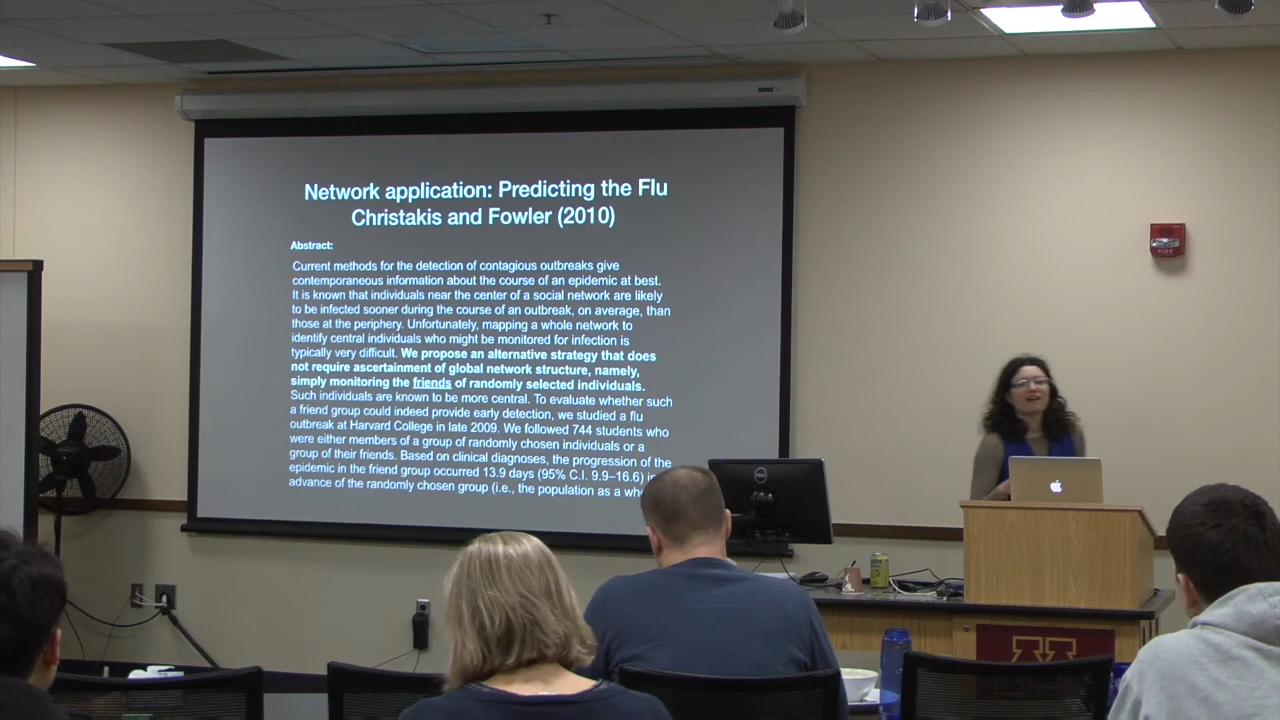 Network application: Predicting the Flu
Christakis and Fowler (2010)
Abstract:
Current methods for the detection of contagious outbreaks give
contemporaneous information about the course of an epidemic at best.
It is known that individuals near the center of a social network are likely
to be infected sooner during the course of an outbreak, on average, than
those at the periphery. Unfortunately, mapping a whole network to
identify central individuals who might be monitored for infection is
typically very difficult. We propose an alternative strategy that does
not require ascertainment of global network structure, namely,
simply monitoring the friends of randomly selected individuals.
Such individuals are known to be more central. To evaluate whether such
a friend group could indeed provide early detection, we studied a flu
outbreak at Harvard College in late 2009. We followed 744 students who
were either members of a group of randomly chosen individuals or a
group of their friends. Based on clinical diagnoses, the progression of the
epidemic in the friend group occurred 13.9 days (95% C.I. 9.9–16.6)
advance of the randomly chosen group (i.e., the population as a
FIRE
DELL
M